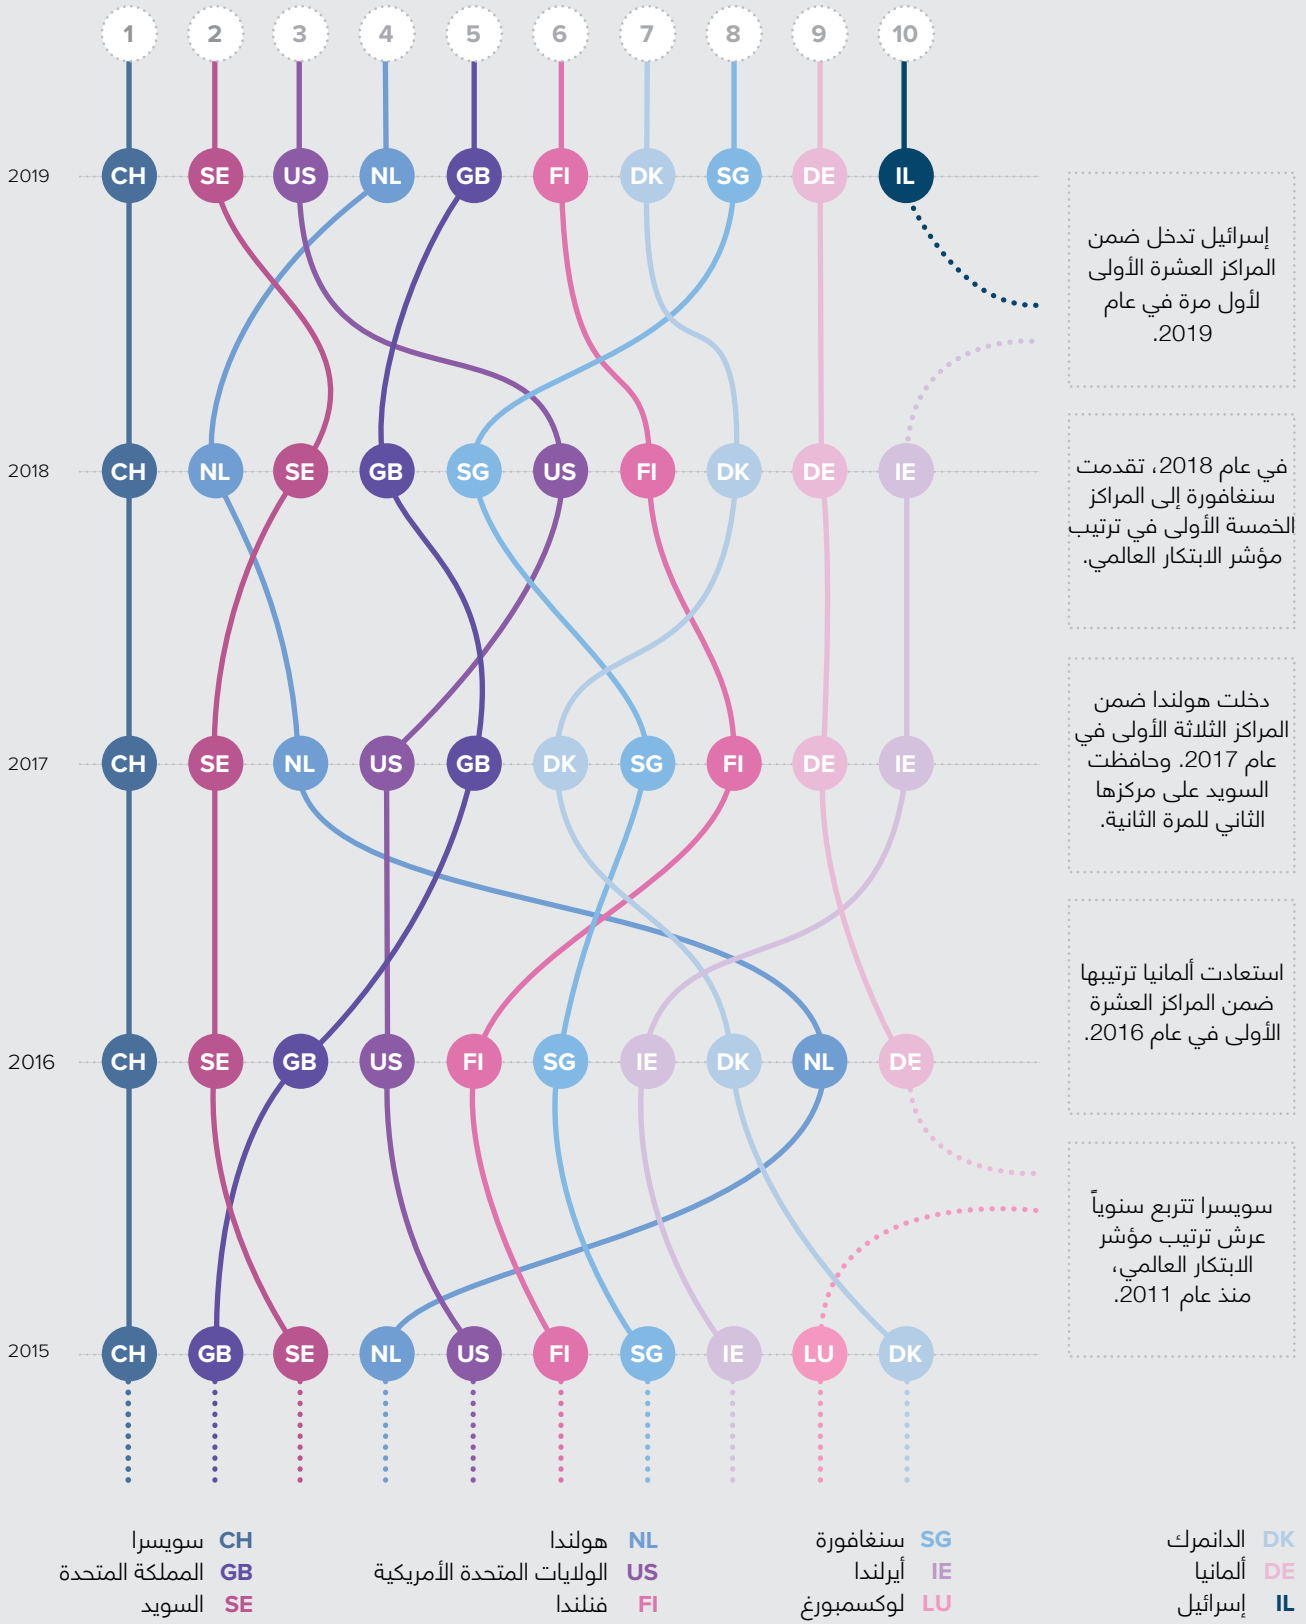 1 2 3 4 5 6 7 8 9 10
2019 CH SE US NL GB FI DK SG DE IL
إسرائيل تدخل ضمن
المراكز العشرة الأولى
لأول مرة في عام
2019.
2018 CH NL SE GB SG US FI DK DE IE
في عام 2018، تقدمت
سنغافورة إلى المراكز
الخمسة الأولى في ترتيب
مؤشر الابتكار العالمي.
2017 CH SE NL US GB DK SG FI DE IE
دخلت هولندا ضمن
المراكز الثلاثة الأولى في
عام 2017. وحافظت
السويد على مركزها
الثاني للمرة الثانية.
2016 CH SE GB US FI SG IE DK NL DE
استعادت ألمانيا ترتيبها
ضمن المراكز العشرة
الأولى في عام 2016.
2015 CH GB SE NL US FI SG IE LU DK
سويسرا تتربع سنوياً
عرش ترتيب مؤشر
الابتكار العالمي،
منذ عام 2011.
CH سويسرا
GB المملكة المتحدة
SE السويد
NL هولندا
US الولايات المتحدة الأمريكية
FI فنلندا
SG سنغافورة
IE أيرلندا
LU لوكسمبورغ
DK الدانمرك
DE ألمانيا
IL إسرائيل